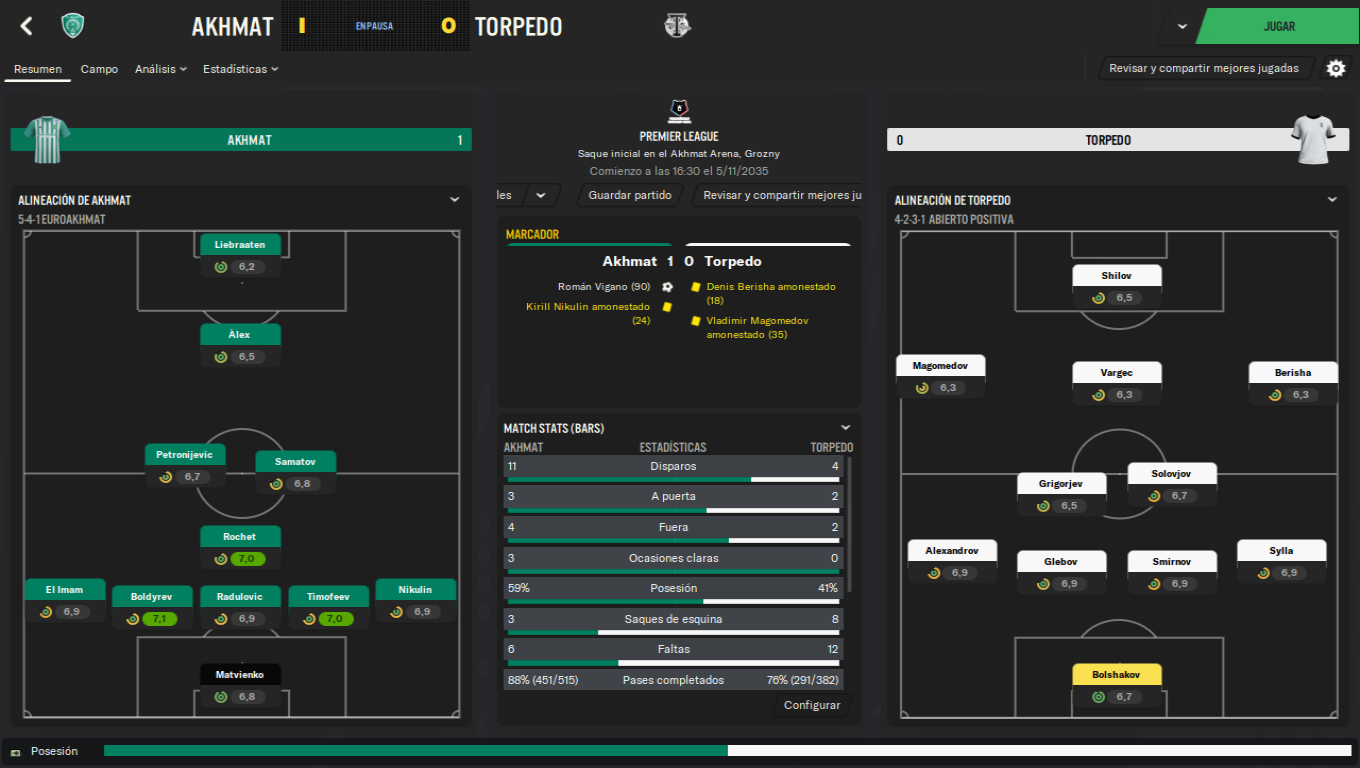 AKHMAT 1 EN PAUSA 0 TORPEDO
JUGAR
Resumen Campo Análisis Estadísticas
Revisar y compartir mejores jugadas
AKHMAT 1
ALINEACIÓN DE AKHMAT
5-4-1 EUROAKHMAT
Liebraaten
6,2
Àlex
6,5
Petronijevic
6,7
Samatov
6,8
Rochet
7,0
El Imam
6,9
Boldyrev
7,1
Radulovic
6,9
Timofeev
7,0
Nikulin
6,9
Matvienko
6,8
PREMIER LEAGUE
Saque inicial en el Akhmat Arena, Grozny
Comienzo a las 16:30 el 5/11/2035
les Guardar partido Revisar y compartir mejores ju
MARCADOR
Akhmat 1 0 Torpedo
Román Vigano (90)
Kirill Nikulin amonestado
(24)
Denis Berisha amonestado
(18)
Vladimir Magomedov
amonestado (35)
MATCH STATS (BARS)
AKHMAT ESTADÍSTICAS TORPEDO
11 Disparos 4
3 A puerta 2
4 Fuera 2
3 Ocasiones claras 0
59% Posesión 41%
3 Saques de esquina 8
6 Faltas 12
88% (451/515) Pases completados 76% (291/382)
Configurar
0 TORPEDO
ALINEACIÓN DE TORPEDO
4-2-3-1 ABIERTO POSITIVA
Shilov
6,5
Magomedov
6,3
Vargec
6,3
Berisha
6,3
Grigorjev
6,5
Solovjov
6,7
Alexandrov
6,9
Glebov
6,9
Smirnov
6,9
Sylla
6,9
Bolshakov
6,7
Posesión